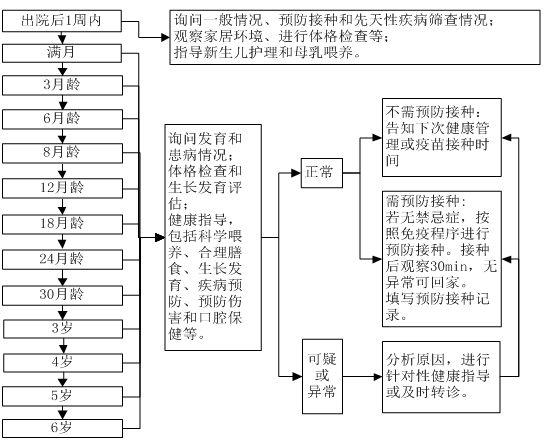 出院后1周内
询问一般情况、预防接种和先天性疾病筛查情况；
观察家居环境、进行体格检查等；
指导新生儿护理和母乳喂养。
满月
3月龄
6月龄
8月龄
12月龄
18月龄
24月龄
30月龄
3岁
4岁
5岁
6岁
询问发育和
患病情况；
体格检查和
生长发育评
估；
健康指导，
包括科学喂
养、合理膳
食、生长发
育、疾病预
防、预防伤
害和口腔保
健等。
正常
可疑
或
异常
不需预防接种：
告知下次健康管
理或疫苗接种时
间
需预防接种：
若无禁忌症，按
照免疫程序进行
预防接种。接种
后观察30min，无
异常可回家。
填写预防接种记
录。
分析原因，进行
针对性健康指导
或及时转诊。